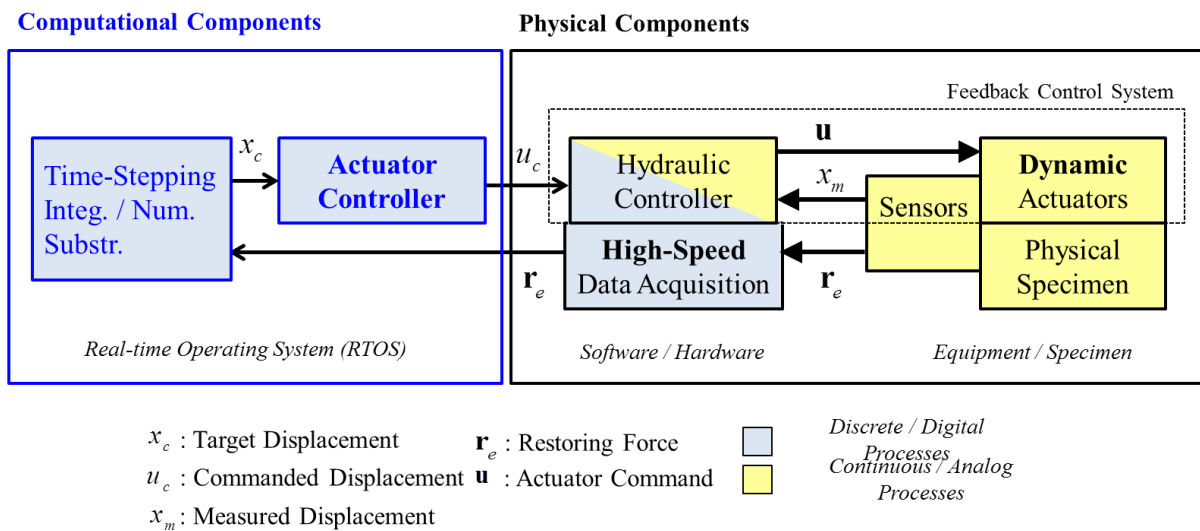 Computational Components
Physical Components
Feedback Control System
x_c
u_c
u
x_m
Time-Stepping
Integ. / Num.
Substr.
Actuator
Controller
Hydraulic
Controller
Sensors
Dynamic
Actuators
High-Speed
Data Acquisition
Physical
Specimen
r_e
r_e
Real-time Operating System (RTOS)
Software / Hardware
Equipment / Specimen
x_c : Target Displacement
u_c : Commanded Displacement
x_m : Measured Displacement
r_e : Restoring Force
u : Actuator Command
Discrete / Digital
Processes
Continuous / Analog
Processes